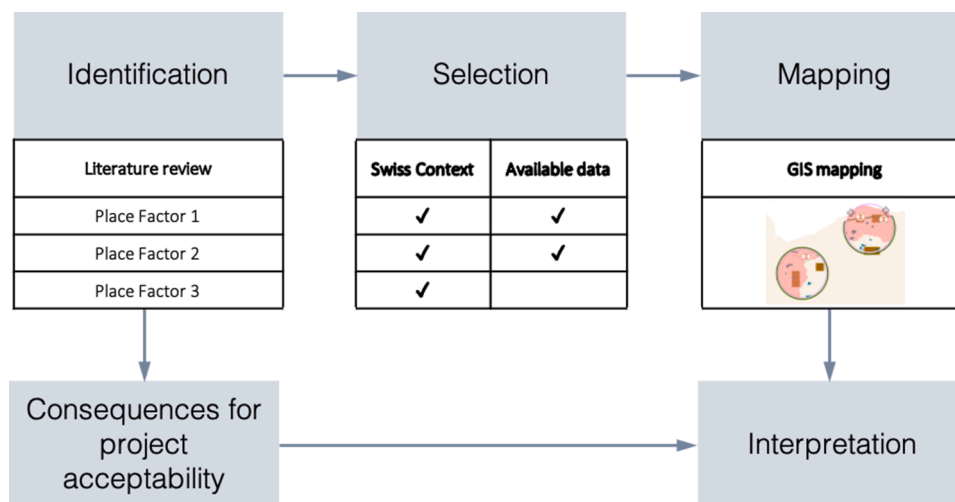 Identification
Selection
Mapping
Literature review
Swiss Context
Available data
GIS mapping
Place Factor 1
✓
✓
Place Factor 2
✓
✓
Place Factor 3
✓
Consequences for
project
acceptability
Interpretation